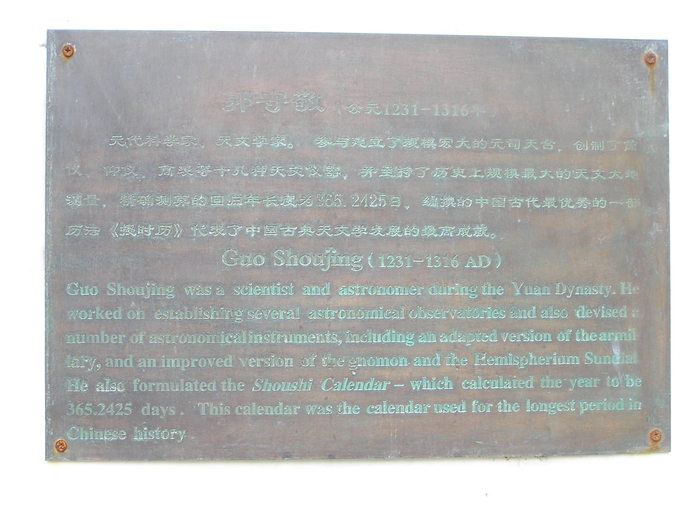 郭守敬 (公元1231-1316年)
元代科学家、天文学家。 参与建立了规模宏大的元司天台, 创制了简
仪、仰仪、高表等十几种天文仪器, 并主持了历史上规模最大的天文大地
测量, 精确测郭的回归年长度为365.2425日, 编撰的中国古代最优秀的一部
历法《授时历》代表了中国古典天文学发展的最高成就。
Guo Shoujing (1231-1316 AD)
Guo Shoujing was a scientist and astronomer during the Yuan Dynasty. He
worked on establishing several astronomical observatories and also devised a
number of astronomical instruments, including an adapted version of the armil
lary, and an improved version of the gnomon and the Hemispherium Sundial
He also formulated the Shoushi Calendar – which calculated the year to be
365.2425 days. This calendar was the calendar used for the longest period in
Chinese history.